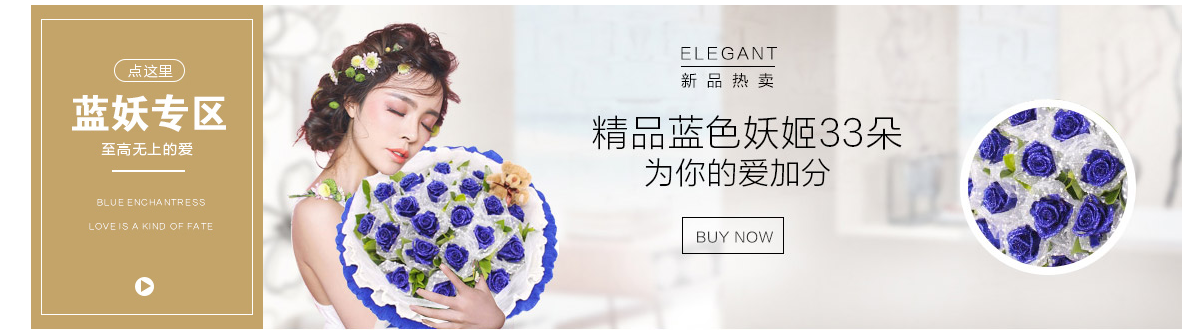 点这里
蓝妖专区
至高无上的爱
BLUE ENCHANTRESS
LOVE IS A KIND OF FATE
ELEGANT
新品热卖
精品蓝色妖姬33朵
为你的爱加分
BUY NOW